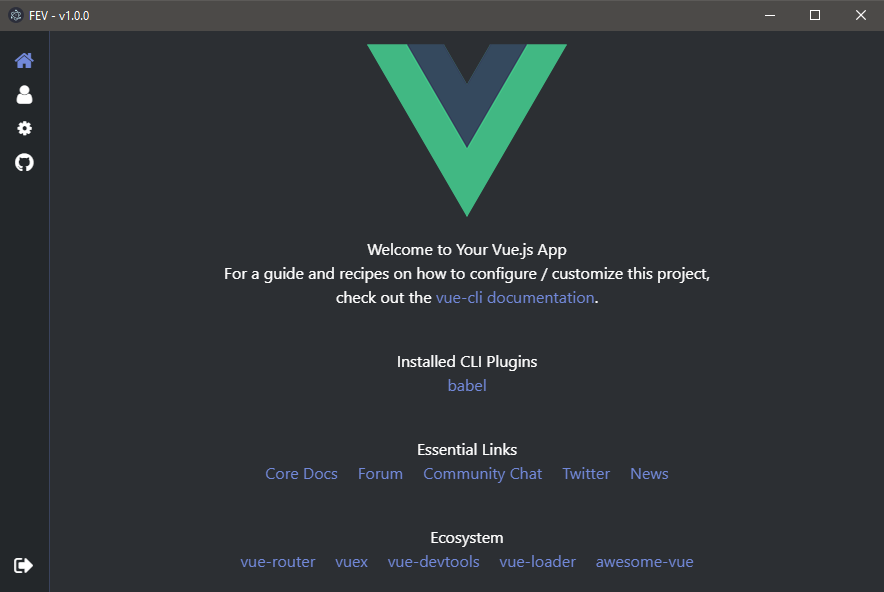 FEV - v1.0.0
Welcome to Your Vue.js App
For a guide and recipes on how to configure / customize this project,
check out the vue-cli documentation.
Installed CLI Plugins
babel
Essential Links
Core Docs Forum Community Chat Twitter News
Ecosystem
vue-router vuex vue-devtools vue-loader awesome-vue